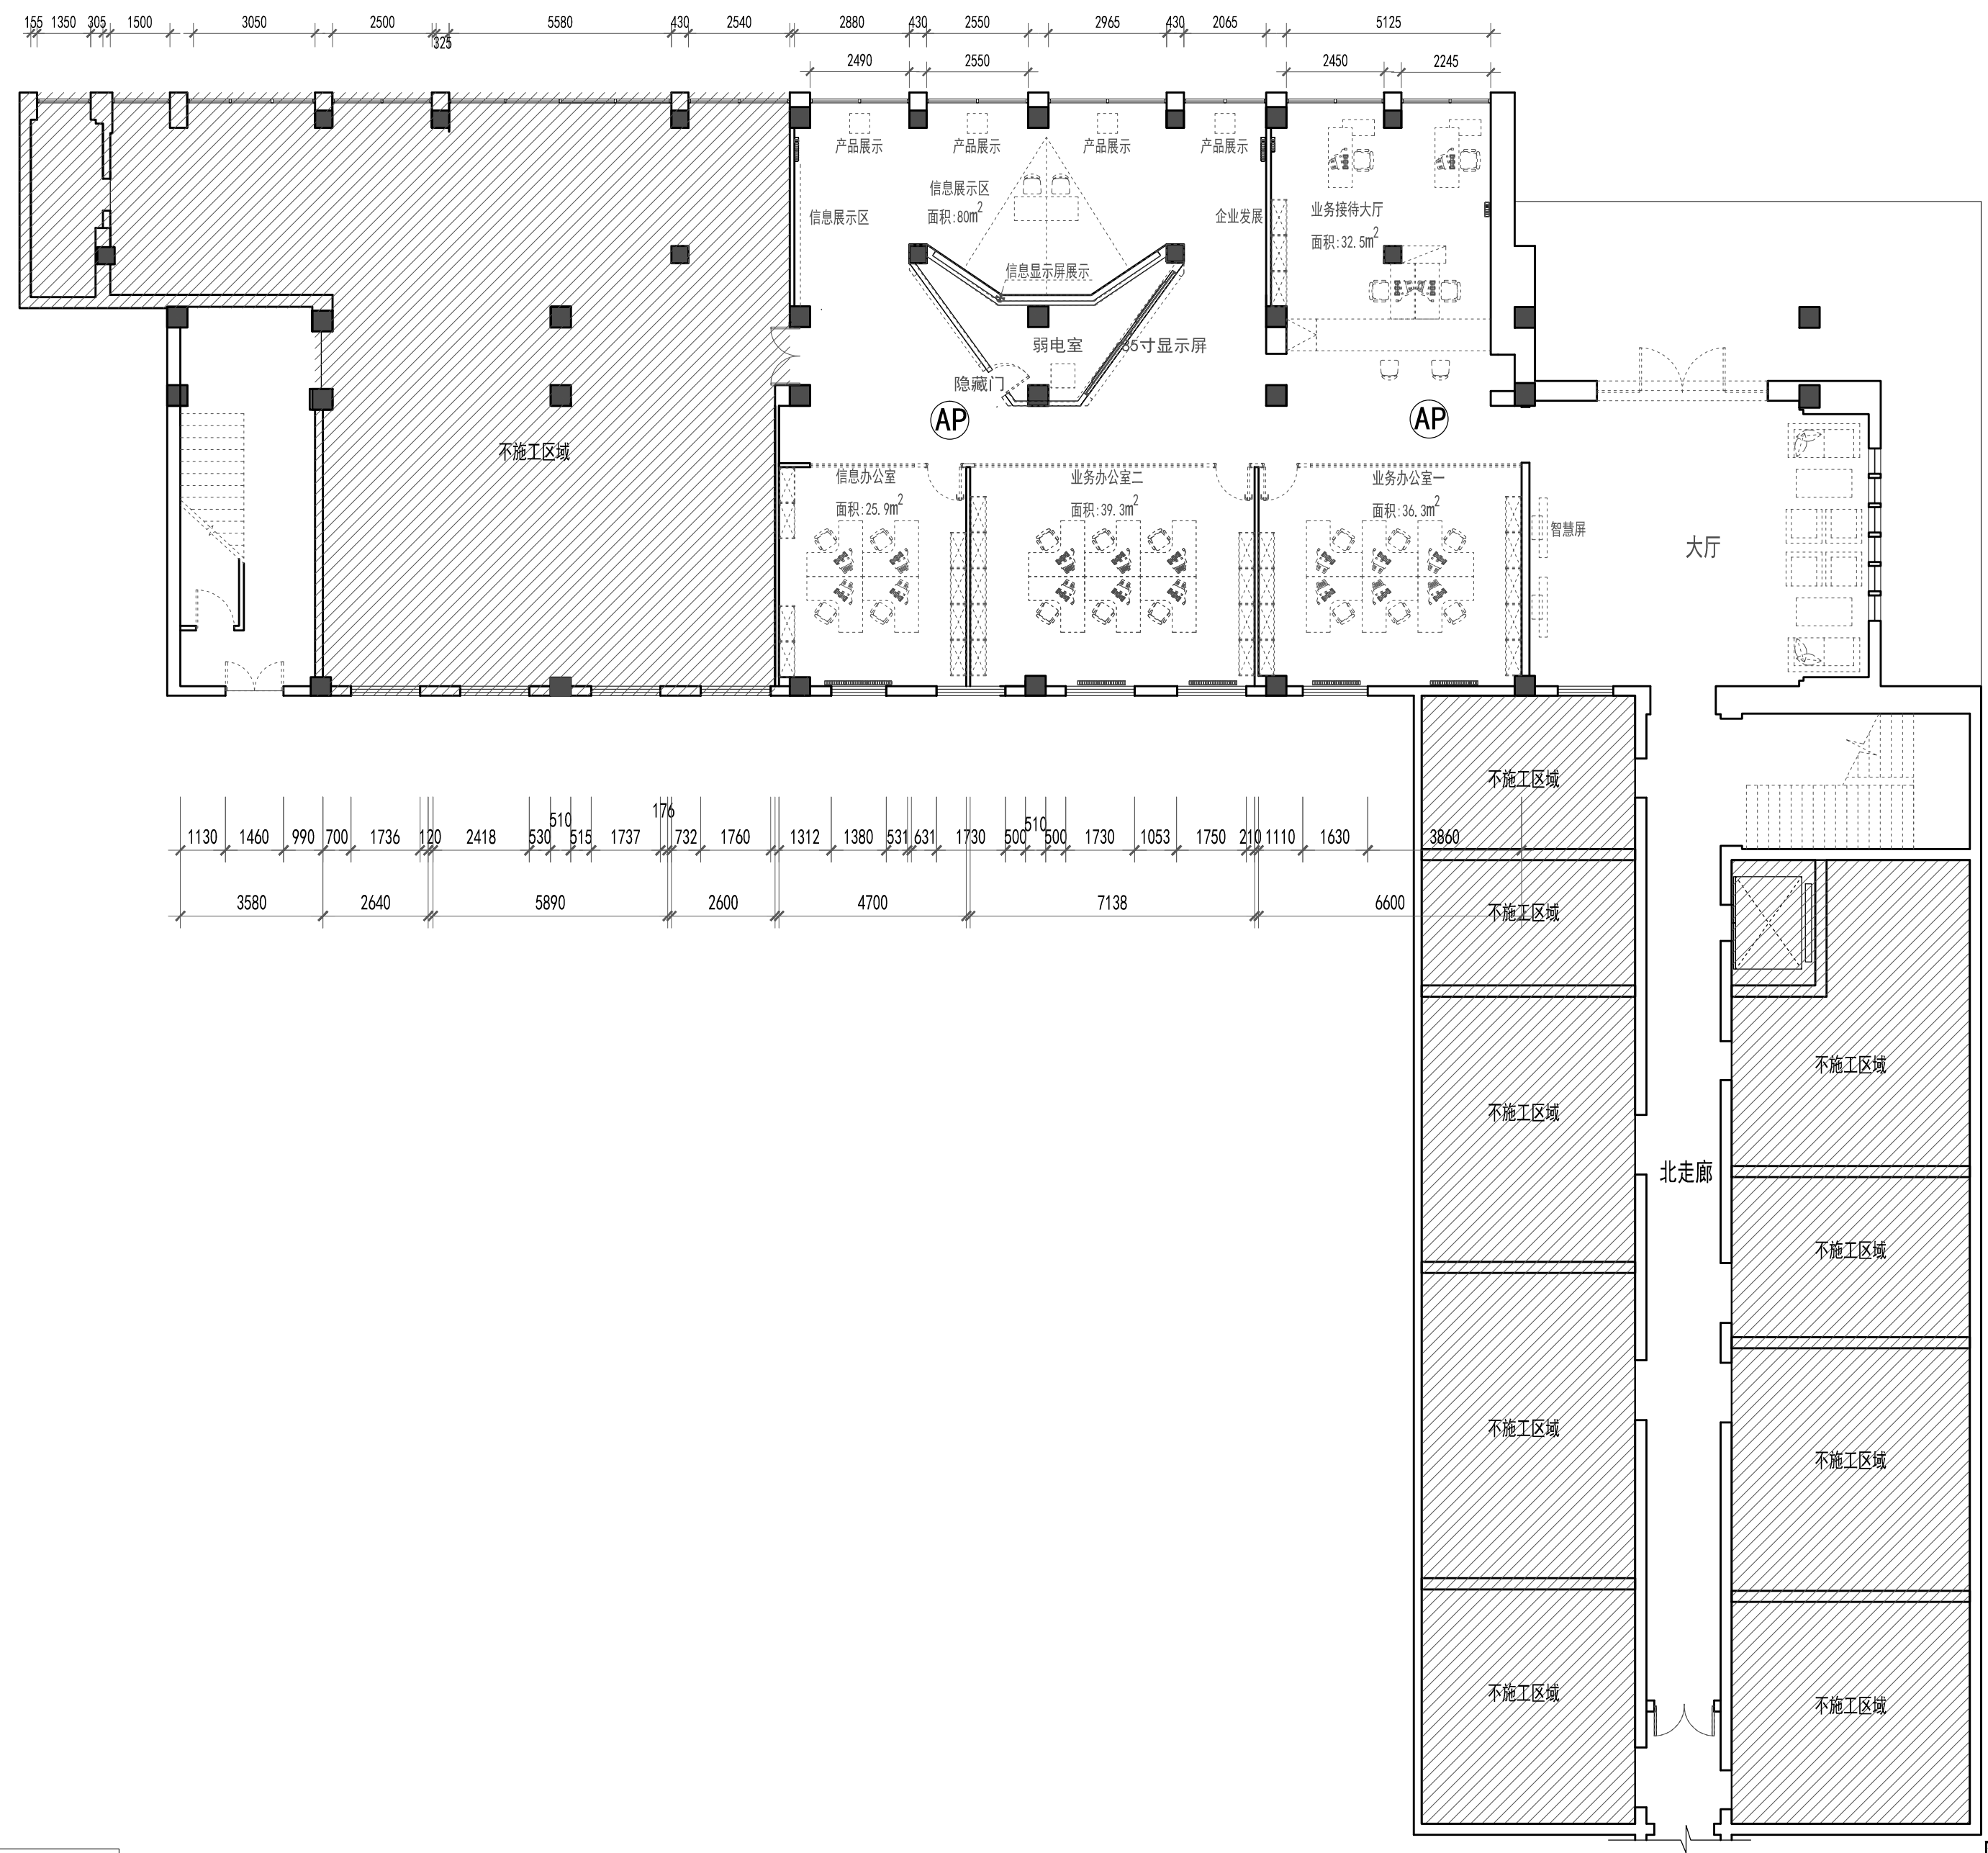 155 1350 305 1500 3050 2500 325 5580 430 2540 2880 430 2550 2965 430 2065 5125
2490 2550 2450 2245
产品展示 产品展示 产品展示 产品展示
信息展示区
面积:80m²
信息展示区
企业发展
业务接待大厅
面积:32.5m²
信息显示屏展示
弱电室
85寸显示屏
隐藏门
AP
AP
不施工区域
信息办公室
面积:25.9m²
业务办公室二
面积:39.3m²
业务办公室一
面积:36.3m²
智慧屏
大厅
不施工区域
1130 1460 990 700 1736 120 2418 530 510 515 1737 176 732 1760 1312 1380 531 631 1730 500 510 500 1730 1053 1750 210 1110 1630 3860
3580 2640 5890 2600 4700 7138 6600
不施工区域
不施工区域
不施工区域
北走廊
不施工区域
不施工区域
不施工区域
不施工区域
不施工区域